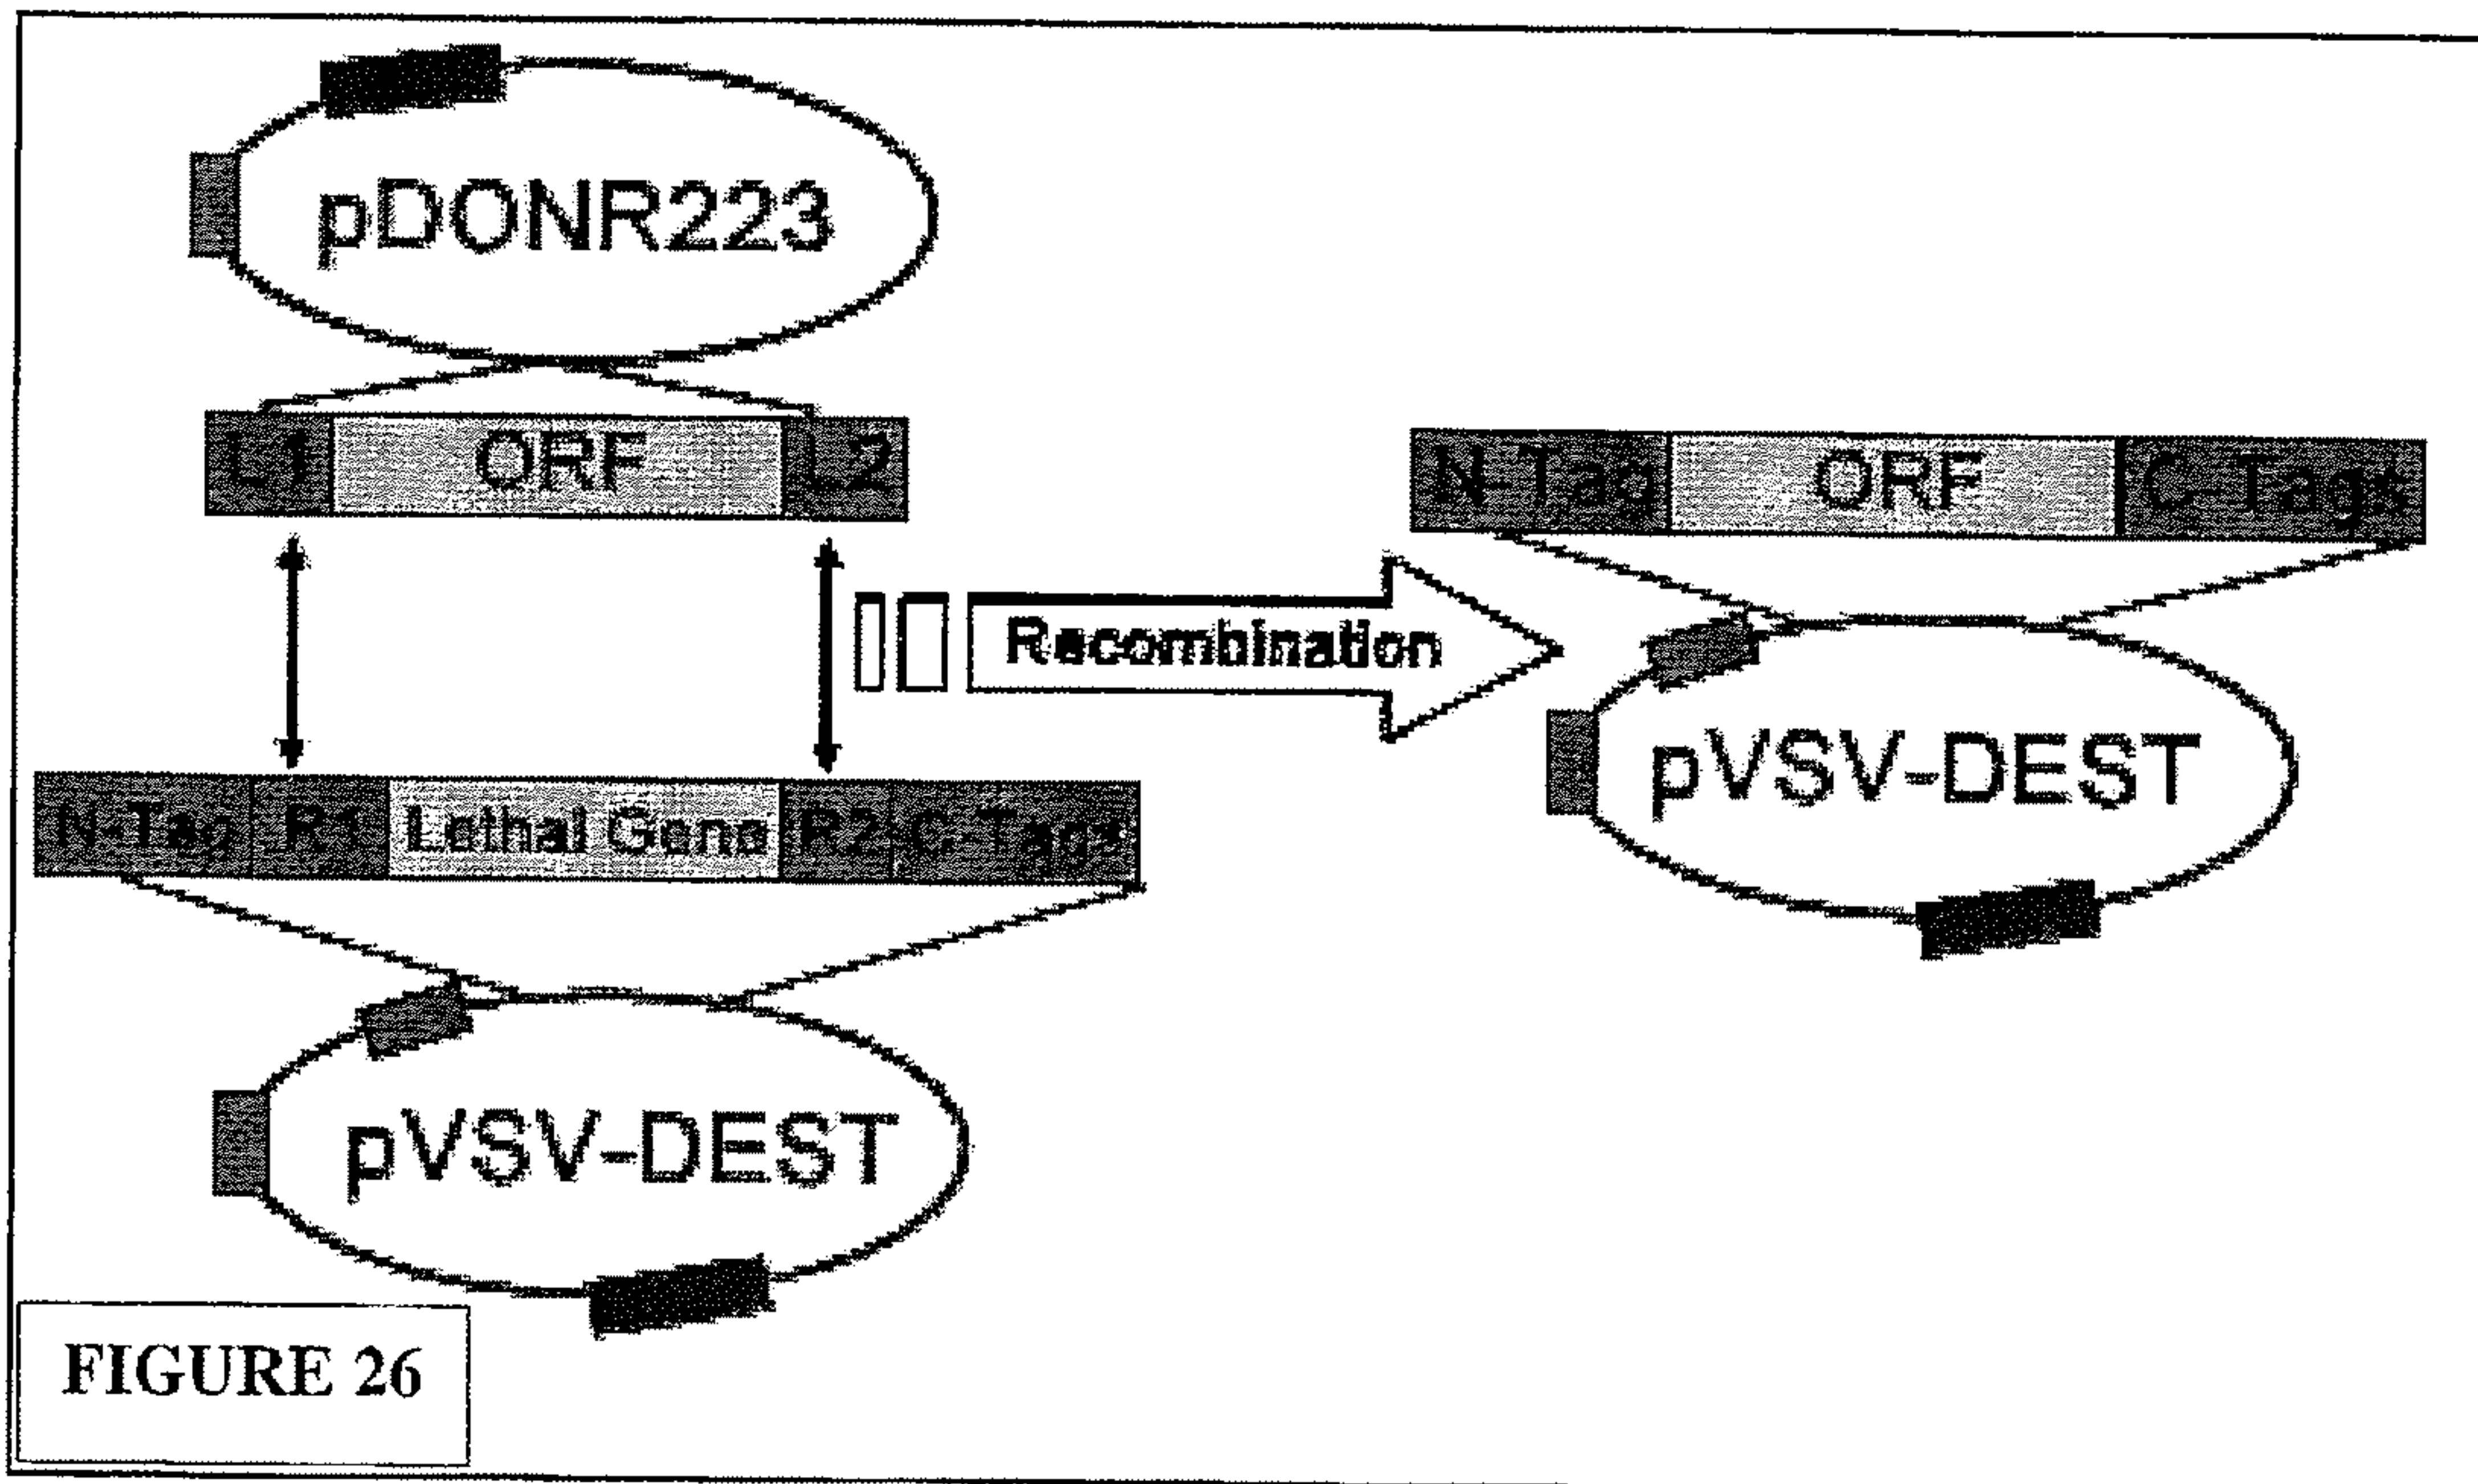 pDONR223
L1 ORF L2
N-Tag ORF C-Tags
Recombination
N-Tag R1 Lethal Gene R2 C-Tags
pVSV-DEST
pVSV-DEST
FIGURE 26